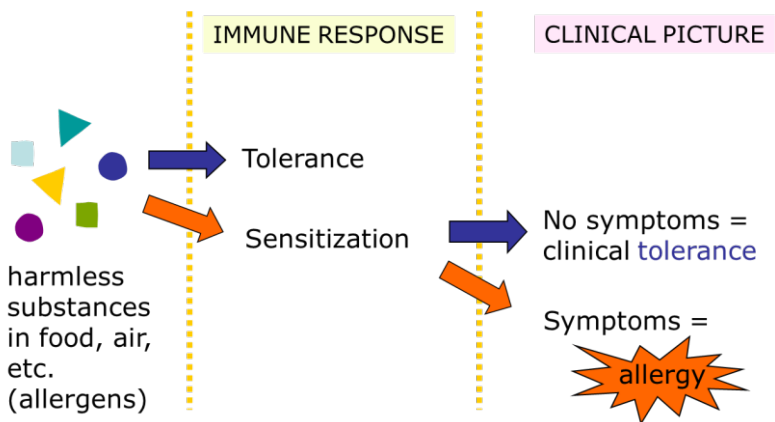 IMMUNE RESPONSE
CLINICAL PICTURE
Tolerance
Sensitization
No symptoms =
clinical tolerance
harmless
substances
in food, air,
etc.
(allergens)
Symptoms =
allergy